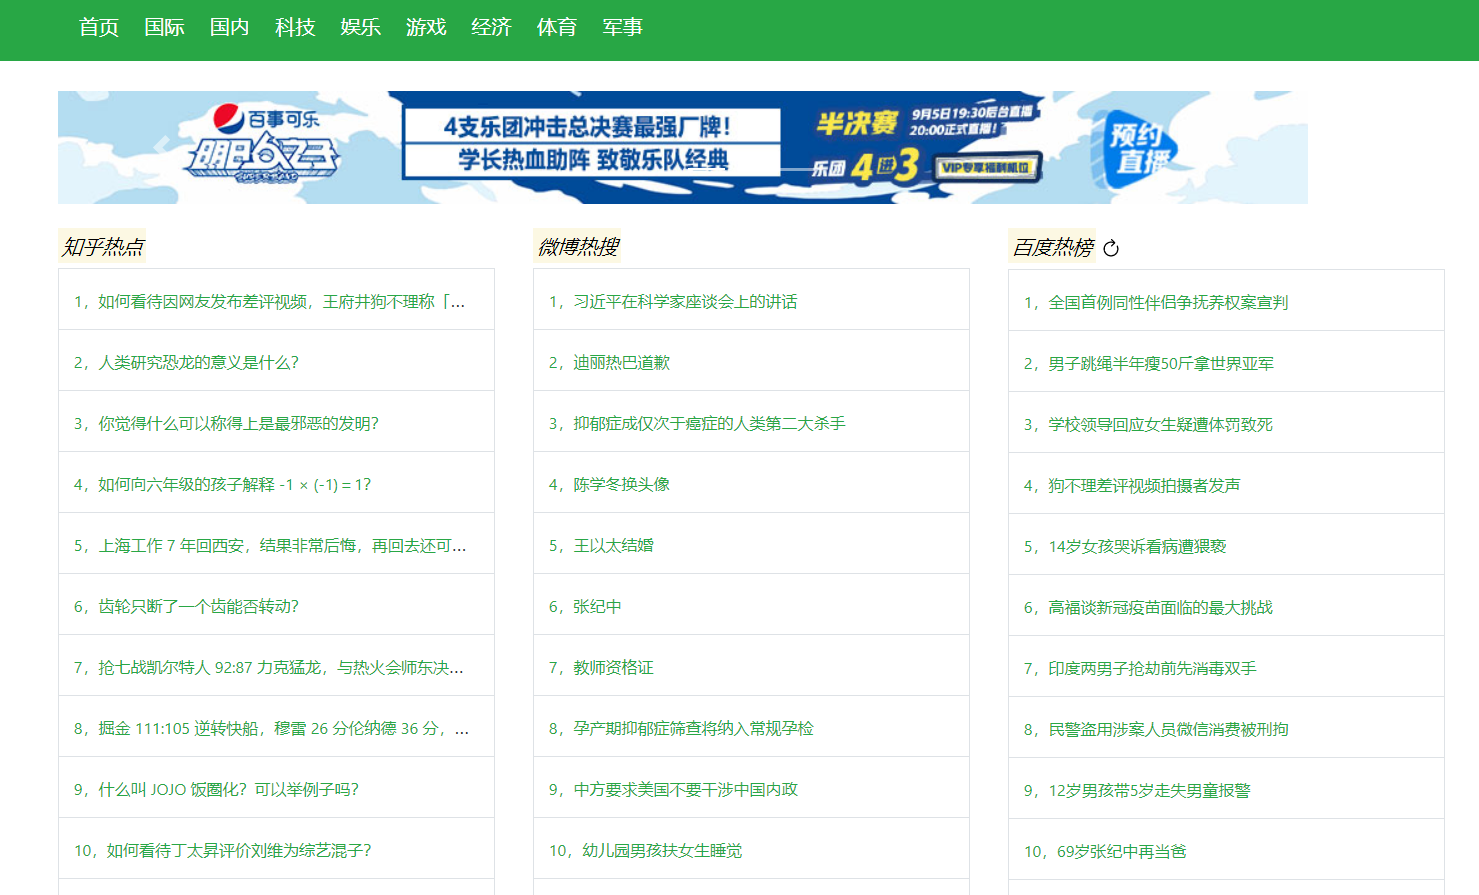 首页 国际 国内 科技 娱乐 游戏 经济 体育 军事
百事可乐
明日之子
SUPER BAND
4支乐团冲击总决赛最强厂牌！
学长热血助阵 致敬乐队经典
半决赛
9月5日19:30后台直播，
20:00正式直播！
乐团4进3
VIP专享福利机位
预约
直播
知乎热点
1，如何看待因网友发布差评视频，王府井狗不理称「...
2，人类研究恐龙的意义是什么？
3，你觉得什么可以称得上是最邪恶的发明？
4，如何向六年级的孩子解释 -1 × (-1) = 1？
5，上海工作 7 年回西安，结果非常后悔，再回去还可...
6，齿轮只断了一个齿能否转动？
7，抢七战凯尔特人 92:87 力克猛龙，与热火会师东决...
8，掘金 111:105 逆转快船，穆雷 26 分伦纳德 36 分，...
9，什么叫 JOJO 饭圈化？可以举例子吗？
10，如何看待丁太昇评价刘维为综艺混子？
微博热搜
1，习近平在科学家座谈会上的讲话
2，迪丽热巴道歉
3，抑郁症成仅次于癌症的人类第二大杀手
4，陈学冬换头像
5，王以太结婚
6，张纪中
7，教师资格证
8，孕产期抑郁症筛查将纳入常规孕检
9，中方要求美国不要干涉中国内政
10，幼儿园男孩扶女生睡觉
百度热榜
1，全国首例同性伴侣争抚养权案宣判
2，男子跳绳半年瘦50斤拿世界亚军
3，学校领导回应女生疑遭体罚致死
4，狗不理差评视频拍摄者发声
5，14岁女孩哭诉看病遭猥亵
6，高福谈新冠疫苗面临的最大挑战
7，印度两男子抢劫前先消毒双手
8，民警盗用涉案人员微信消费被刑拘
9，12岁男孩带5岁走失男童报警
10，69岁张纪中再当爸